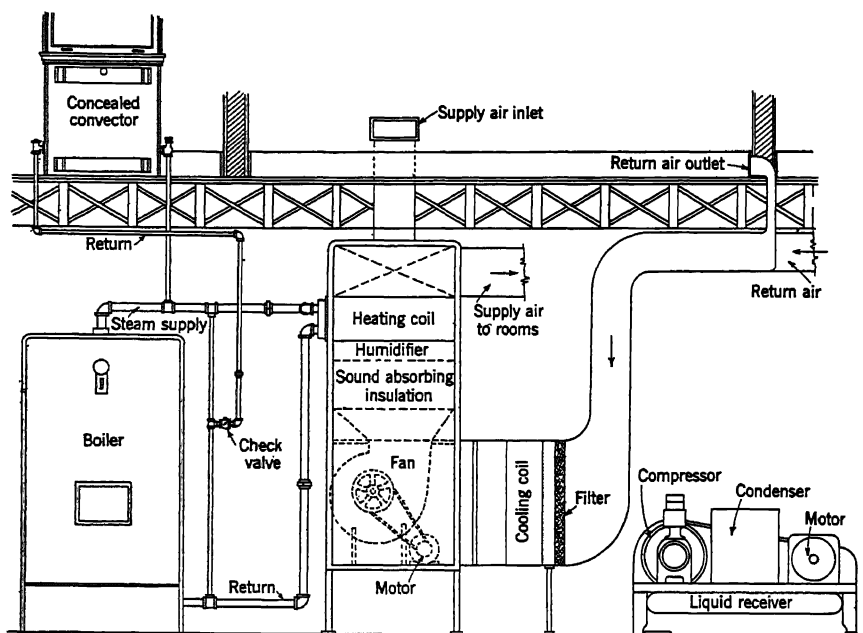 Concealed
convector
Supply air inlet
Return air outlet
Return
Return air
Steam supply
Supply air
to rooms
Heating coil
Humidifier
Sound absorbing
insulation
Boiler
Check
valve
Fan
Cooling coil
Filter
Compressor
Condenser
Motor
Return
Motor
Liquid receiver